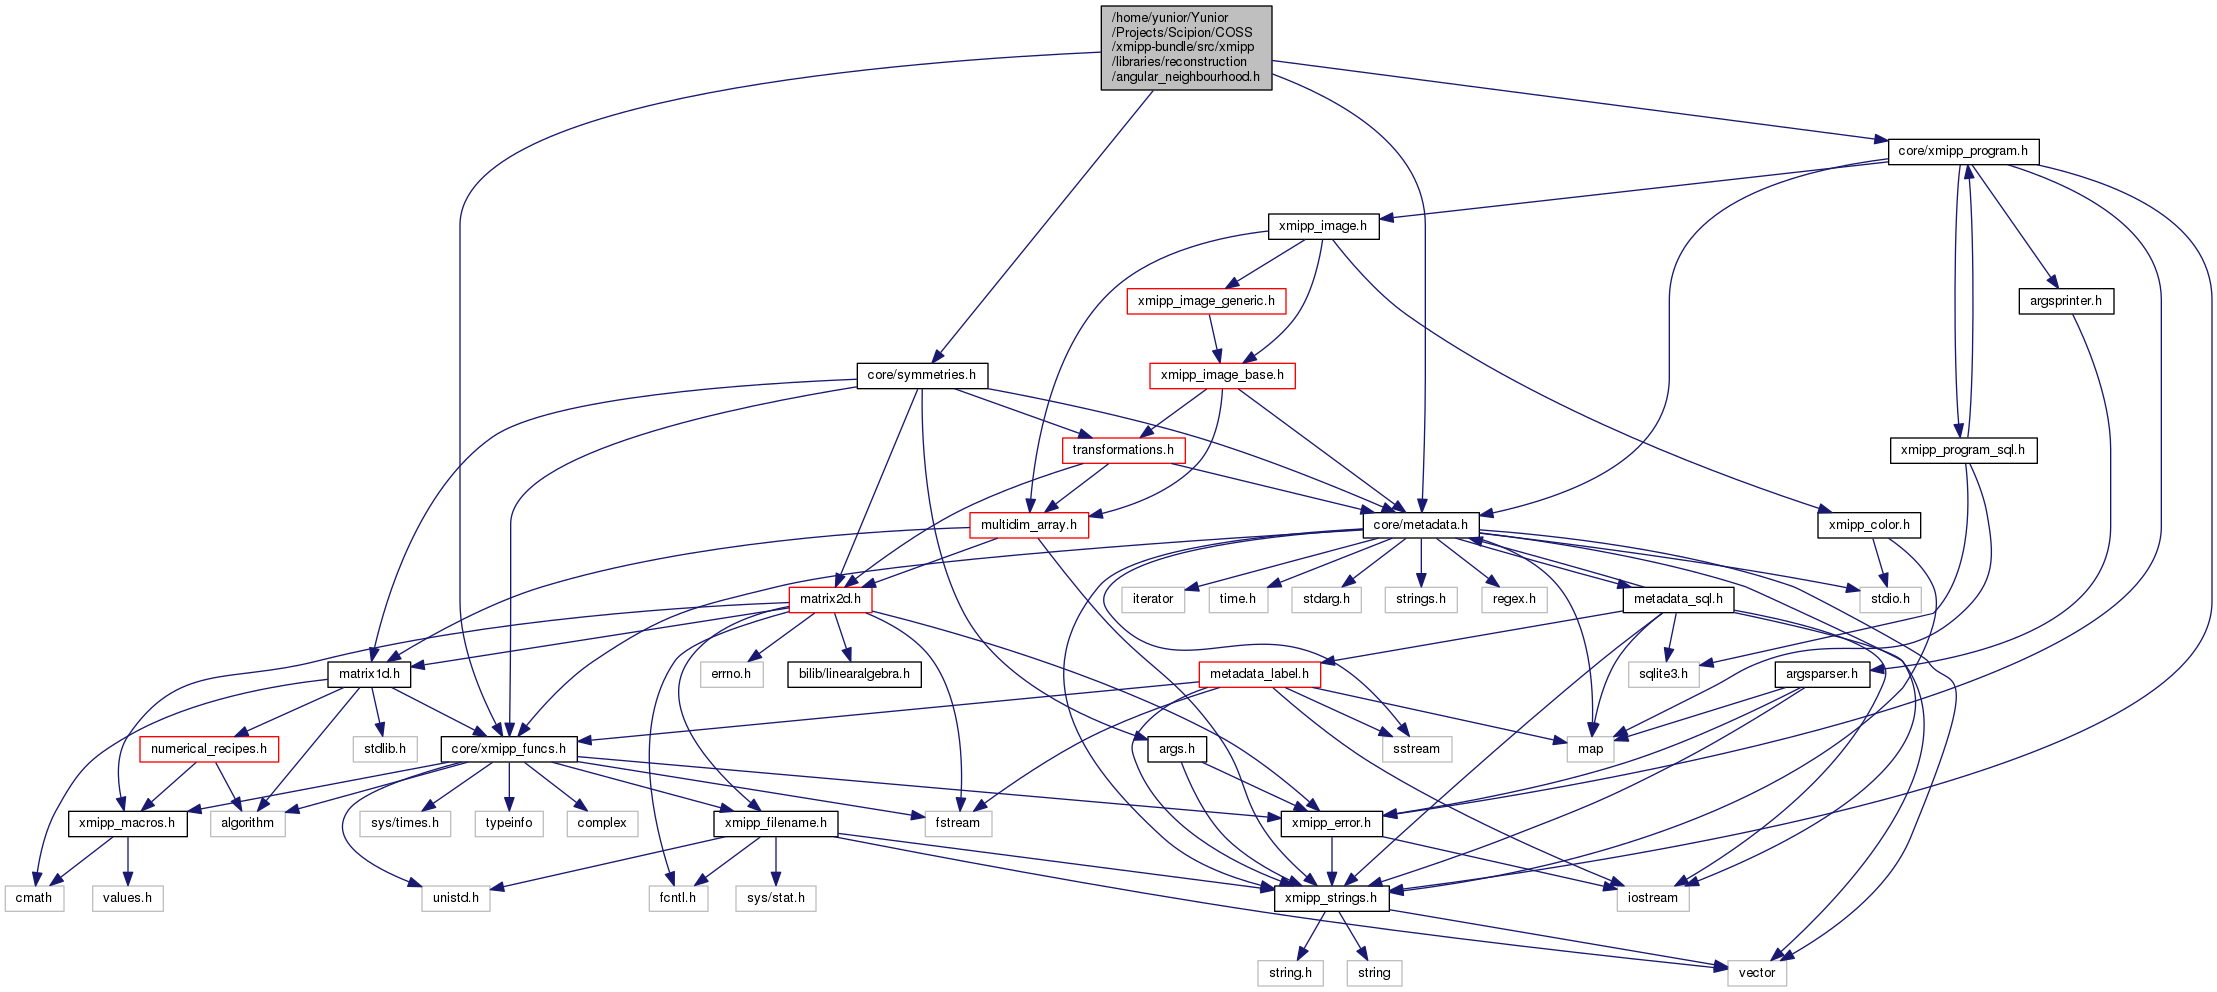 /home/yunior/Yunior
/Projects/Scipion/COSS
/xmipp-bundle/src/xmipp
/libraries/reconstruction
/angular_neighbourhood.h
core/xmipp_program.h
xmipp_image.h
xmipp_image_generic.h
argsprinter.h
core/symmetries.h
xmipp_image_base.h
transformations.h
xmipp_program_sql.h
multidim_array.h
core/metadata.h
xmipp_color.h
matrix2d.h
iterator
time.h
stdarg.h
strings.h
regex.h
metadata_sql.h
stdio.h
matrix1d.h
errno.h
bilib/linearalgebra.h
metadata_label.h
sqlite3.h
argsparser.h
numerical_recipes.h
stdlib.h
core/xmipp_funcs.h
args.h
sstream
map
xmipp_macros.h
algorithm
sys/times.h
typeinfo
complex
xmipp_filename.h
fstream
xmipp_error.h
cmath
values.h
unistd.h
fcntl.h
sys/stat.h
xmipp_strings.h
iostream
string.h
string
vector